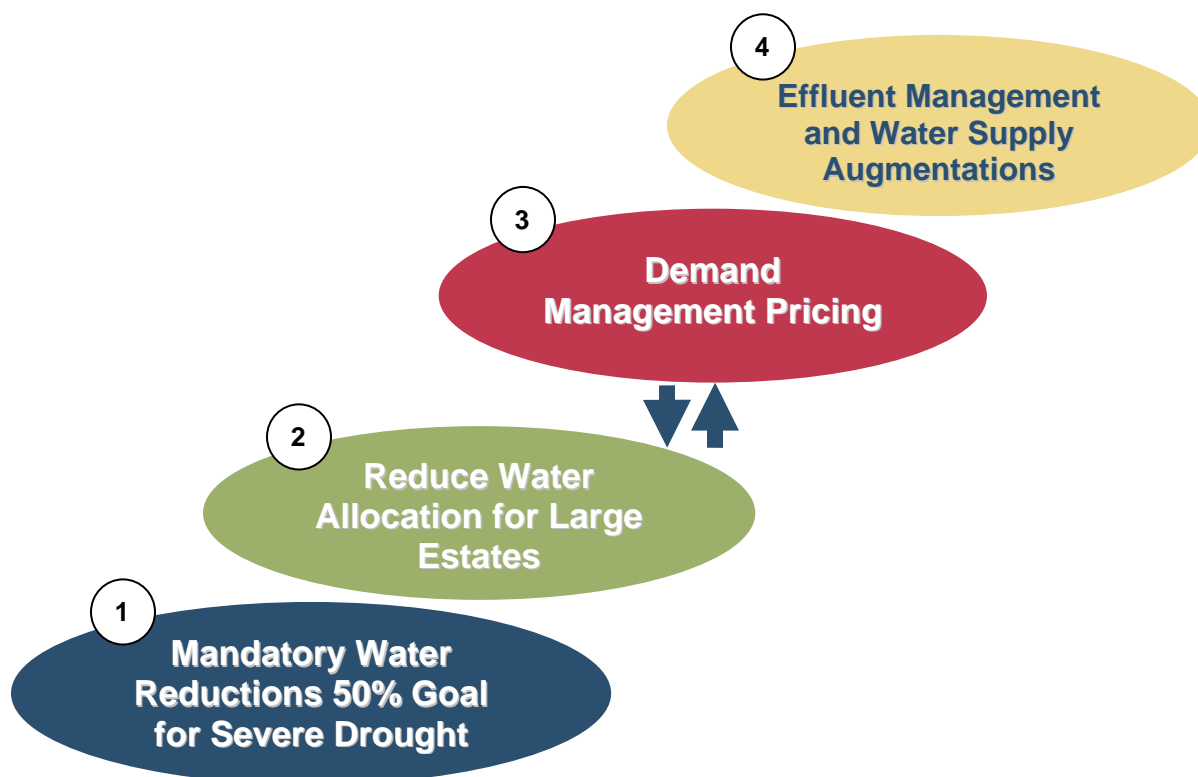 4
Effluent Management
and Water Supply
Augmentations
3
Demand
Management Pricing
2
Reduce Water
Allocation for Large
Estates
1
Mandatory Water
Reductions 50% Goal
for Severe Drought